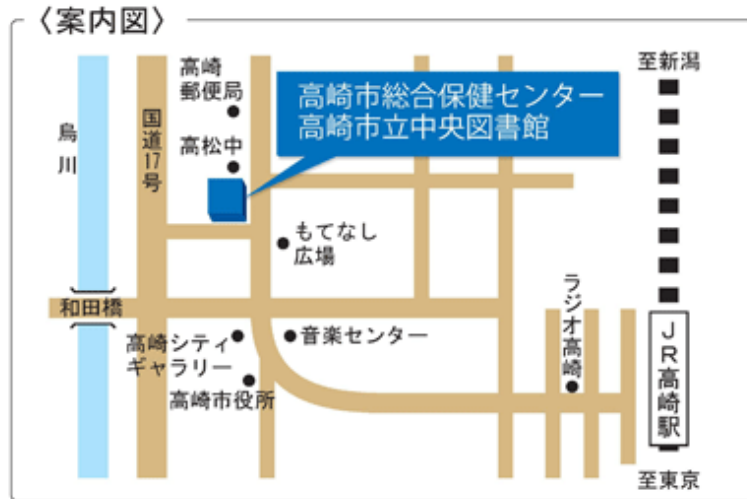 〈案内図〉
高崎
郵便局
至新潟
高崎市総合保健センター
高崎市立中央図書館
国道17号
烏川
高松中
もてなし
広場
ラジオ高崎
和田橋
高崎シティ
ギャラリー
音楽センター
JR高崎駅
高崎市役所
至東京